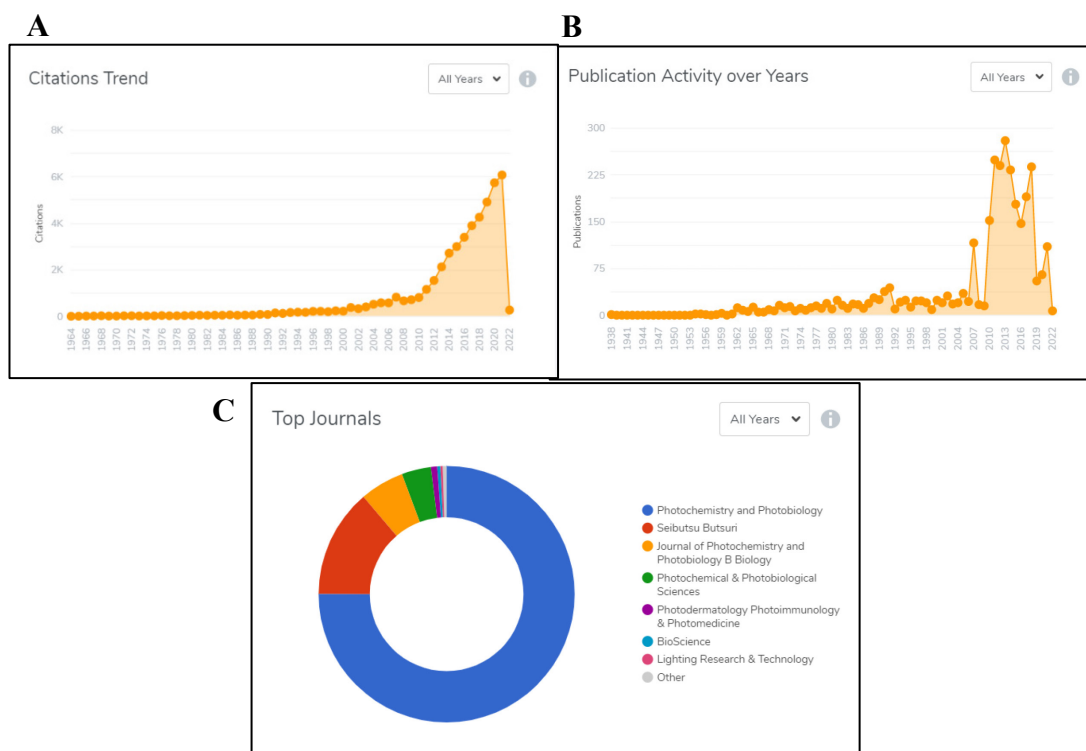 A
Citations Trend
All Years
i
8K
6K
4K
2K
0
Citations
1964
1966
1968
1970
1972
1974
1976
1978
1980
1982
1984
1986
1988
1990
1992
1994
1996
1998
2000
2002
2004
2006
2008
2010
2012
2014
2016
2018
2020
2022
B
Publication Activity over Years
All Years
i
300
225
150
75
0
Publications
1938
1941
1944
1947
1950
1953
1956
1959
1962
1965
1968
1971
1974
1977
1980
1983
1986
1989
1992
1995
1998
2001
2004
2007
2010
2013
2016
2019
2022
C
Top Journals
All Years
i
Photochemistry and Photobiology
Seibutsu Butsuri
Journal of Photochemistry and
Photobiology B Biology
Photochemical & Photobiological
Sciences
Photodermatology Photoimmunology
& Photomedicine
BioScience
Lighting Research & Technology
Other